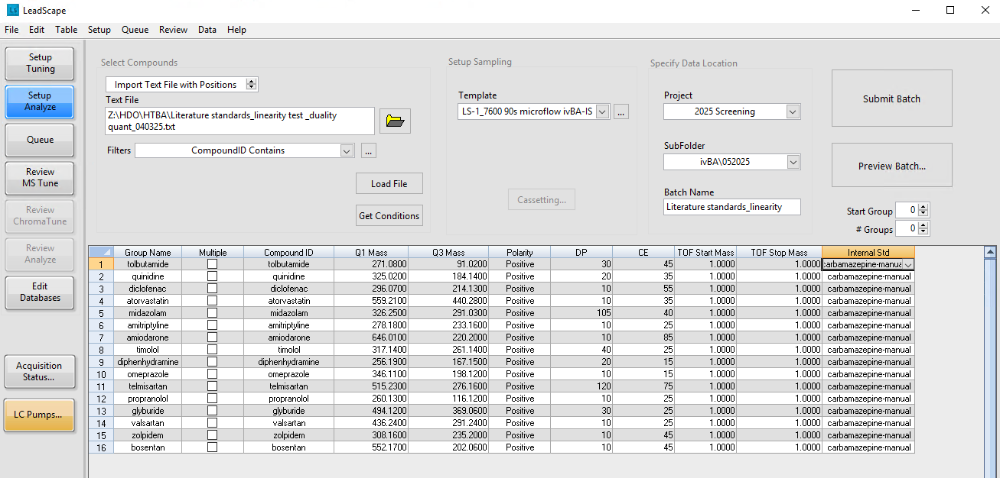 Ls LeadScape
File Edit Table Setup Queue Review Data Help
Setup
Tuning
Setup
Analyze
Queue
Review
MS Tune
Review
ChromaTune
Review
Analyze
Edit
Databases
Acquisition
Status...
LC Pumps...
Select Compounds
Import Text File with Positions
Text File
Z:\HDO\HTBA\Literature standards_linearity test _duality
quant_040325.txt
Filters CompoundID Contains ...
Load File
Get Conditions
Setup Sampling
Template
LS-1_7600 90s microflow ivBA-IS ...
Cassetting...
Specify Data Location
Project
2025 Screening
SubFolder
ivBA\052025
Batch Name
Literature standards_linearity
Submit Batch
Preview Batch...
Start Group 0
# Groups 0
Group Name Multiple Compound ID Q1 Mass Q3 Mass Polarity DP CE TOF Start Mass TOF Stop Mass Internal Std
1 tolbutamide tolbutamide 271.0800 91.0200 Positive 30 45 1.0000 1.0000 carbamazepine-manua
2 quinidine quinidine 325.0200 184.1400 Positive 20 35 1.0000 1.0000 carbamazepine-manual
3 diclofenac diclofenac 296.0700 214.1300 Positive 10 55 1.0000 1.0000 carbamazepine-manual
4 atorvastatin atorvastatin 559.2100 440.2800 Positive 10 35 1.0000 1.0000 carbamazepine-manual
5 midazolam midazolam 326.2500 291.0300 Positive 105 40 1.0000 1.0000 carbamazepine-manual
6 amitriptyline amitriptyline 278.1800 233.1600 Positive 10 25 1.0000 1.0000 carbamazepine-manual
7 amiodarone amiodarone 646.0100 220.2000 Positive 10 85 1.0000 1.0000 carbamazepine-manual
8 timolol timolol 317.1400 261.1400 Positive 40 25 1.0000 1.0000 carbamazepine-manual
9 diphenhydramine diphenhydramine 256.1900 167.1500 Positive 20 15 1.0000 1.0000 carbamazepine-manual
10 omeprazole omeprazole 346.1100 198.1200 Positive 10 15 1.0000 1.0000 carbamazepine-manual
11 telmisartan telmisartan 515.2300 276.1600 Positive 120 75 1.0000 1.0000 carbamazepine-manual
12 propranolol propranolol 260.1300 116.1200 Positive 10 25 1.0000 1.0000 carbamazepine-manual
13 glyburide glyburide 494.1200 369.0600 Positive 30 25 1.0000 1.0000 carbamazepine-manual
14 valsartan valsartan 436.2400 291.2400 Positive 10 25 1.0000 1.0000 carbamazepine-manual
15 zolpidem zolpidem 308.1600 235.2000 Positive 10 45 1.0000 1.0000 carbamazepine-manual
16 bosentan bosentan 552.1700 202.0600 Positive 10 45 1.0000 1.0000 carbamazepine-manual